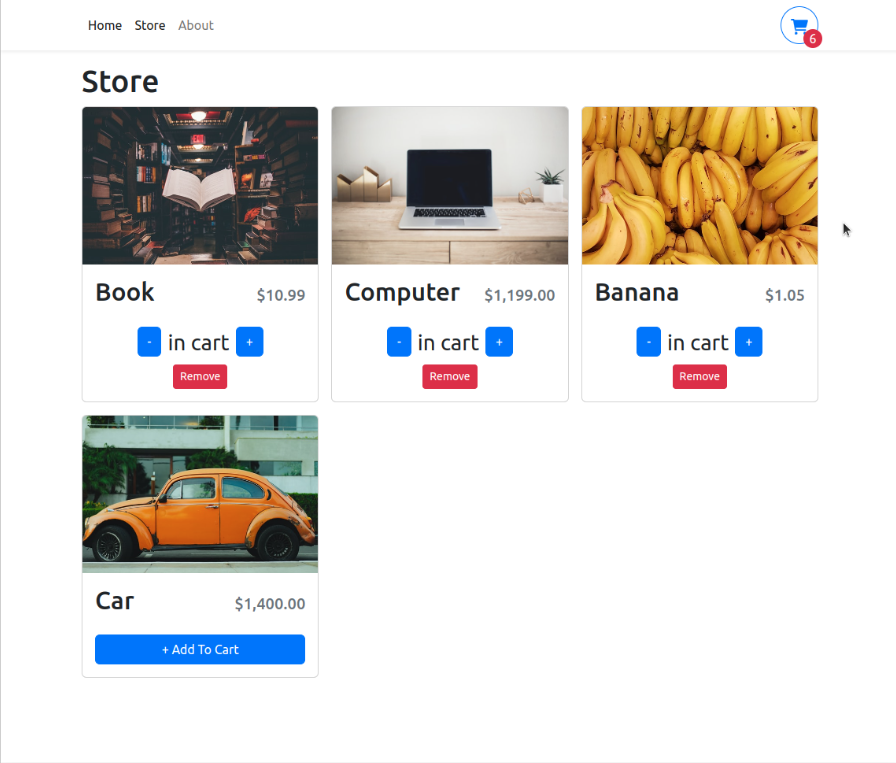 Home Store About
6
Store
Book $10.99
- in cart +
Remove
Computer $1,199.00
- in cart +
Remove
Banana $1.05
- in cart +
Remove
Car $1,400.00
+ Add To Cart